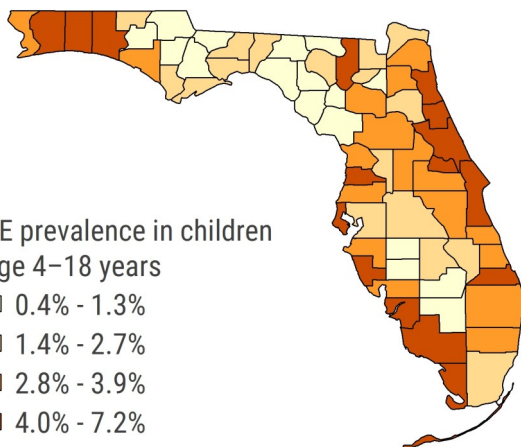 E prevalence in children
ge 4–18 years
0.4% - 1.3%
1.4% - 2.7%
2.8% - 3.9%
4.0% - 7.2%